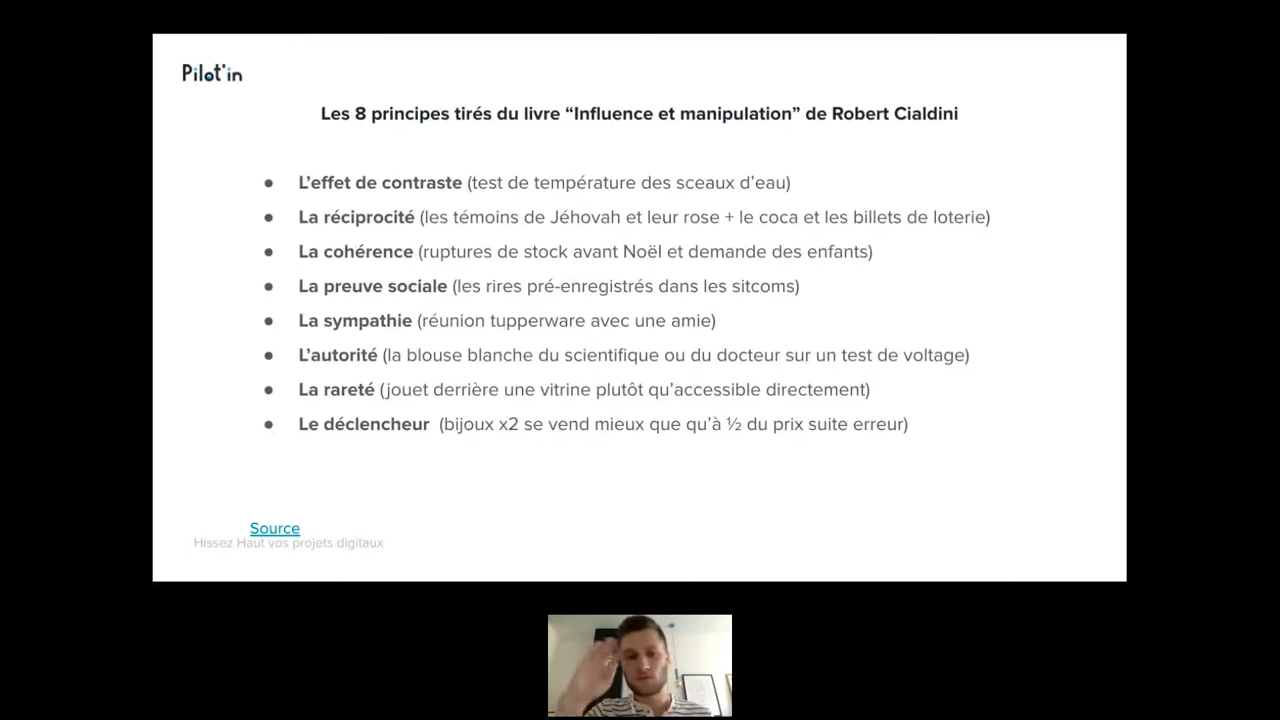 Pilot'in
Les 8 principes tirés du livre “Influence et manipulation” de Robert Cialdini
● L’effet de contraste (test de température des sceaux d’eau)
● La réciprocité (les témoins de Jéhovah et leur rose + le coca et les billets de loterie)
● La cohérence (ruptures de stock avant Noël et demande des enfants)
● La preuve sociale (les rires pré-enregistrés dans les sitcoms)
● La sympathie (réunion tupperware avec une amie)
● L’autorité (la blouse blanche du scientifique ou du docteur sur un test de voltage)
● La rareté (jouet derrière une vitrine plutôt qu’accessible directement)
● Le déclencheur (bijoux x2 se vend mieux que qu’à ½ du prix suite erreur)
Source
Hissez Haut vos projets digitaux